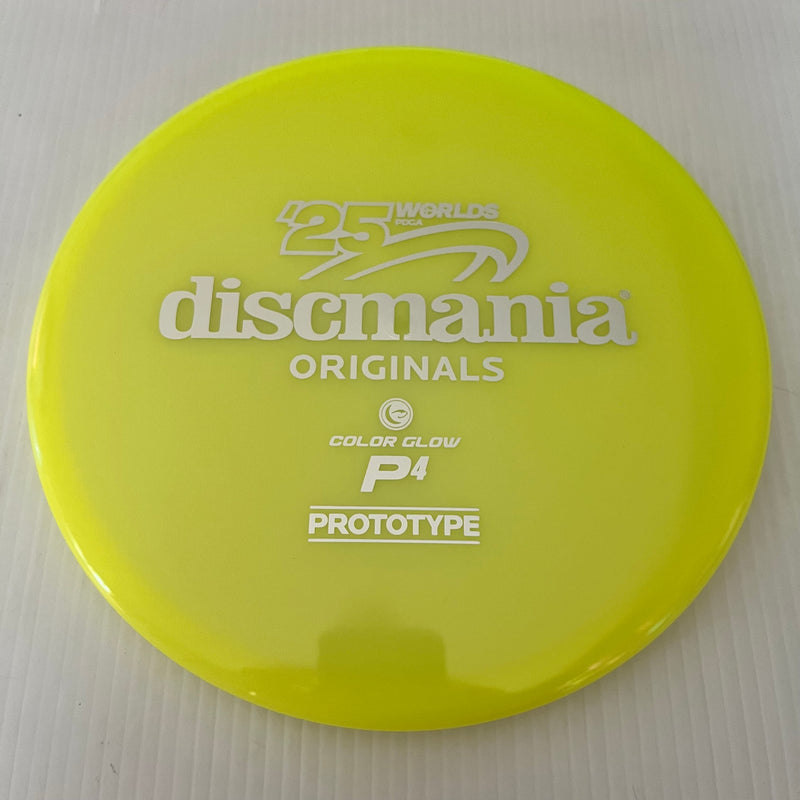 '25 WORLDS
PDGA
discmania®
ORIGINALS
COLOR GLOW
P4
PROTOTYPE